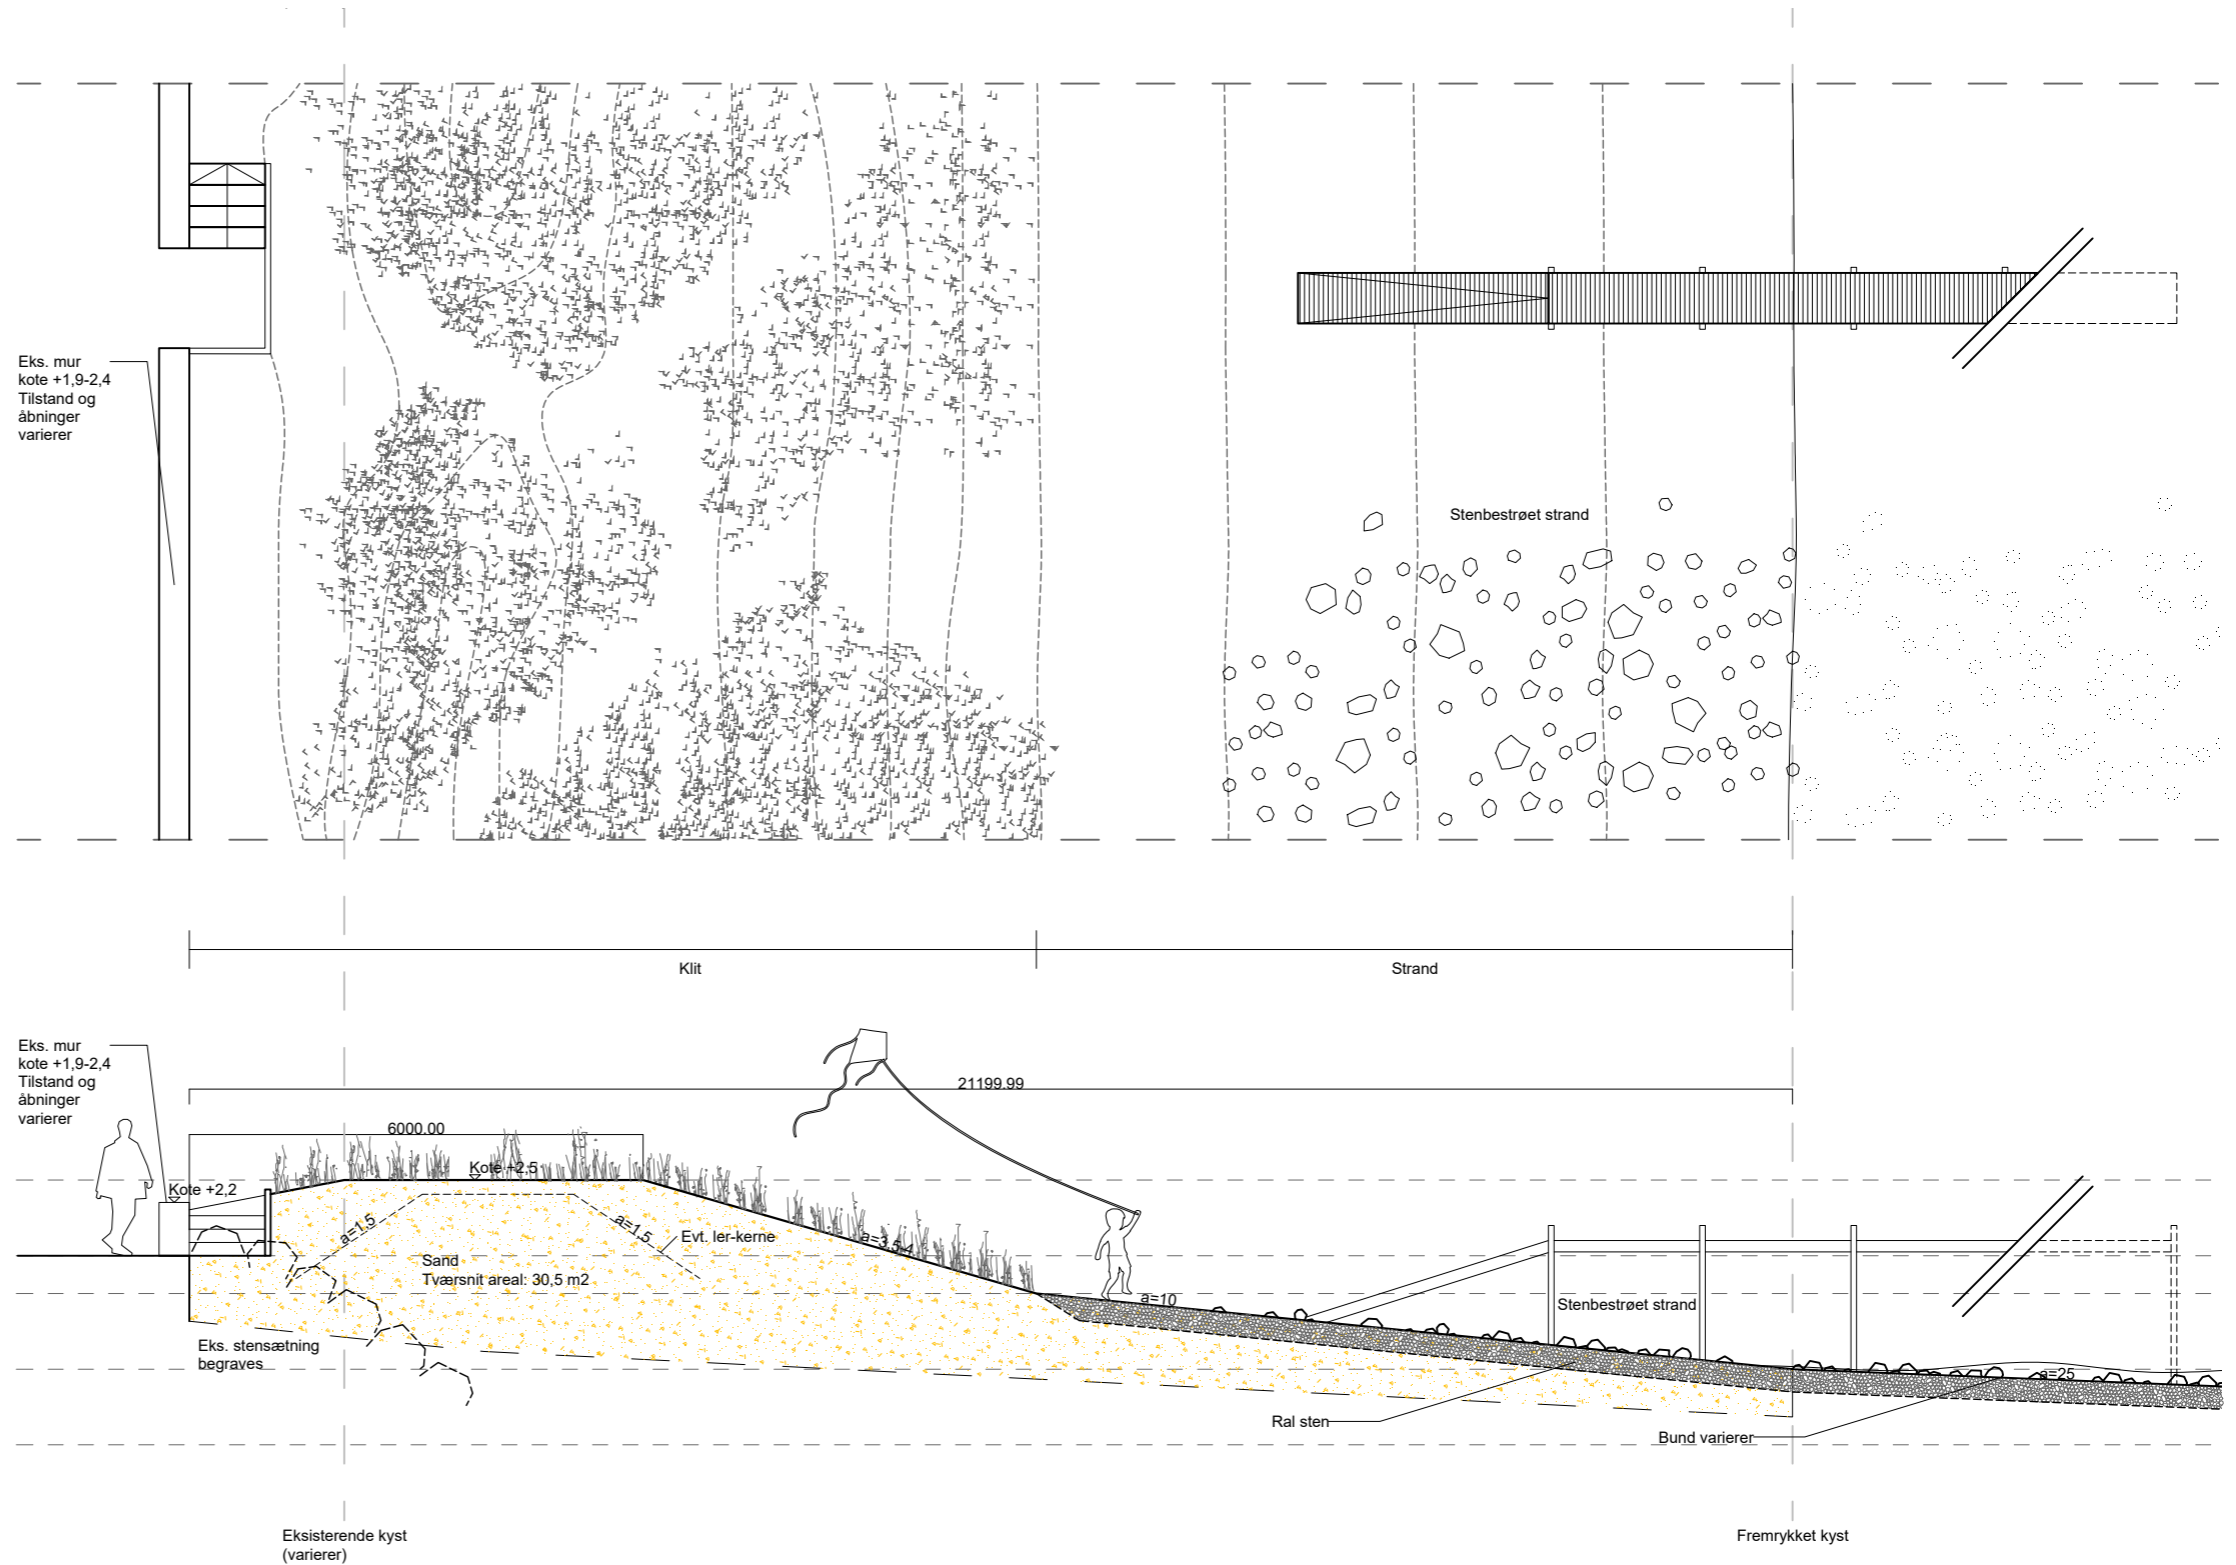 Eks. mur
kote +1,9-2,4
Tilstand og
åbninger
varierer
Stenbestrøet strand
Klit
Strand
Eks. mur
kote +1,9-2,4
Tilstand og
åbninger
varierer
21199.99
6000.00
Kote +2,5
Kote +2,2
a=1,5
a=1,5
Evt. ler-kerne
a=3,5-4
Sand
Tværsnit areal: 30,5 m2
a=10
Stenbestrøet strand
Eks. stensætning
begraves
a=25
Ral sten
Bund varierer
Eksisterende kyst
(varierer)
Fremrykket kyst